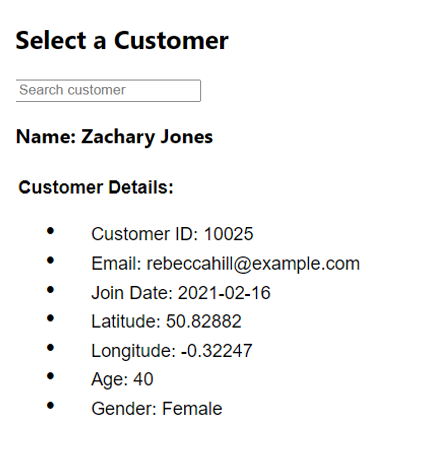 Select a Customer
Search customer
Name: Zachary Jones
Customer Details:
• Customer ID: 10025
• Email: rebeccahill@example.com
• Join Date: 2021-02-16
• Latitude: 50.82882
• Longitude: -0.32247
• Age: 40
• Gender: Female